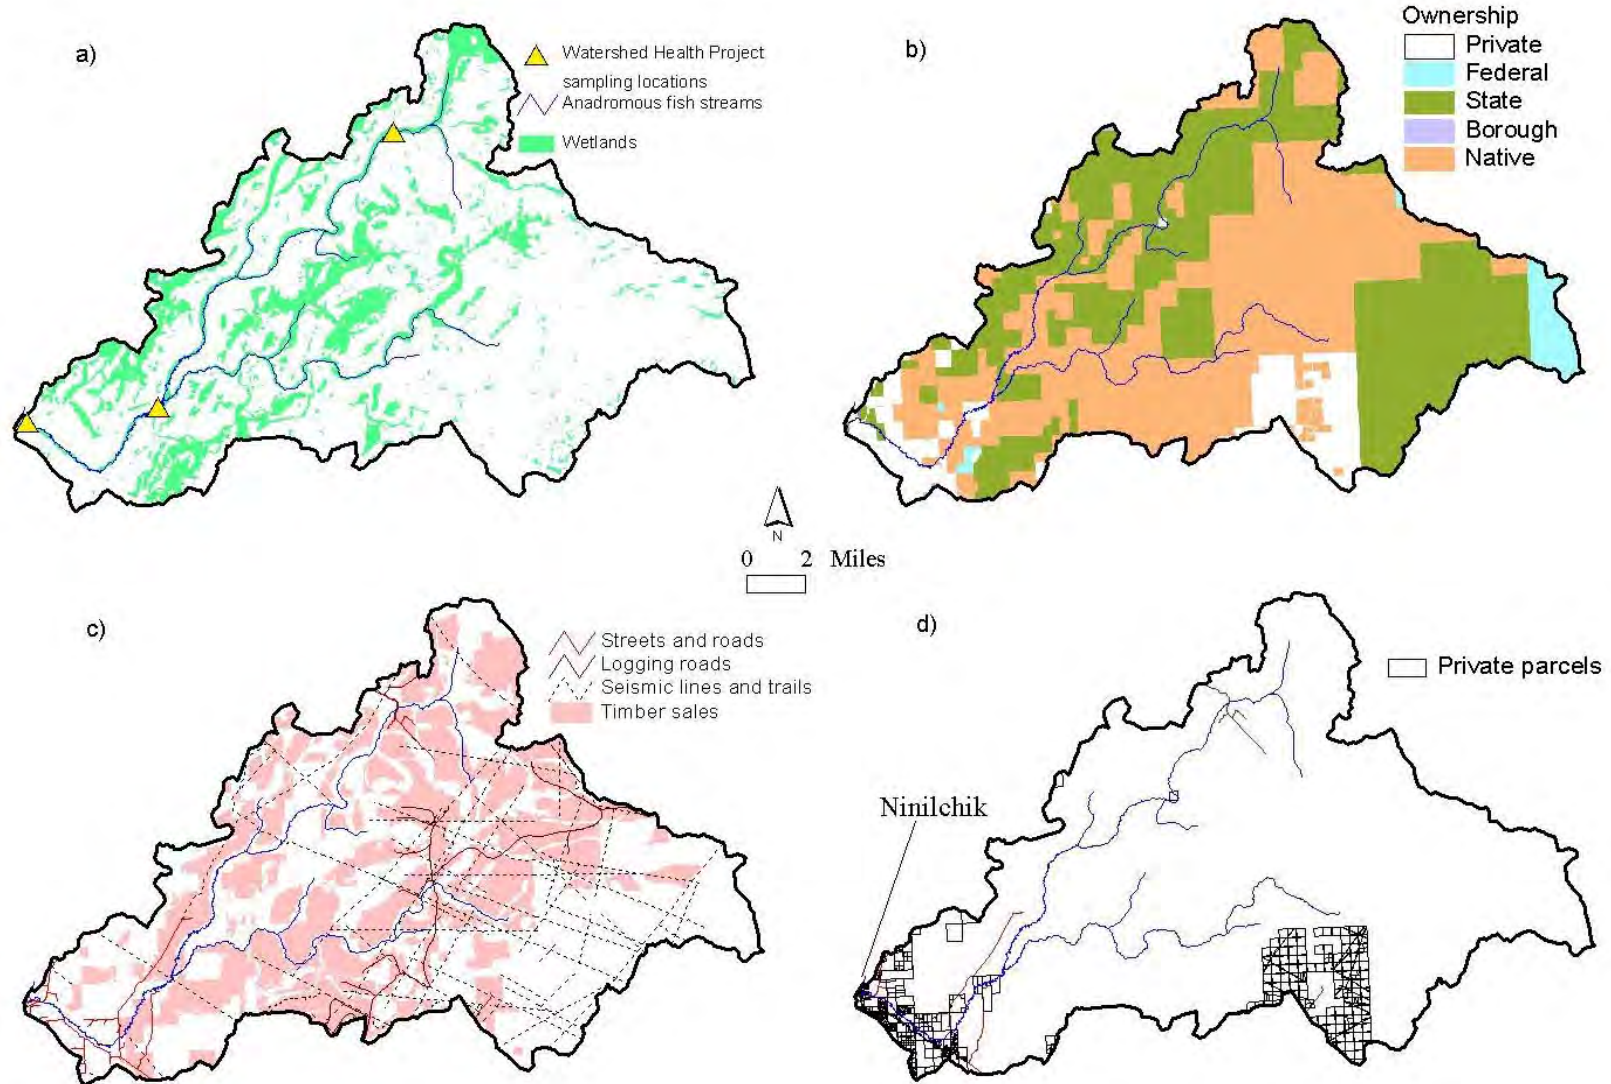 a)
Watershed Health Project
sampling locations
Anadromous fish streams
Wetlands
b)
Ownership
Private
Federal
State
Borough
Native
N
0 2 Miles
c)
Streets and roads
Logging roads
Seismic lines and trails
Timber sales
d)
Private parcels
Ninilchik